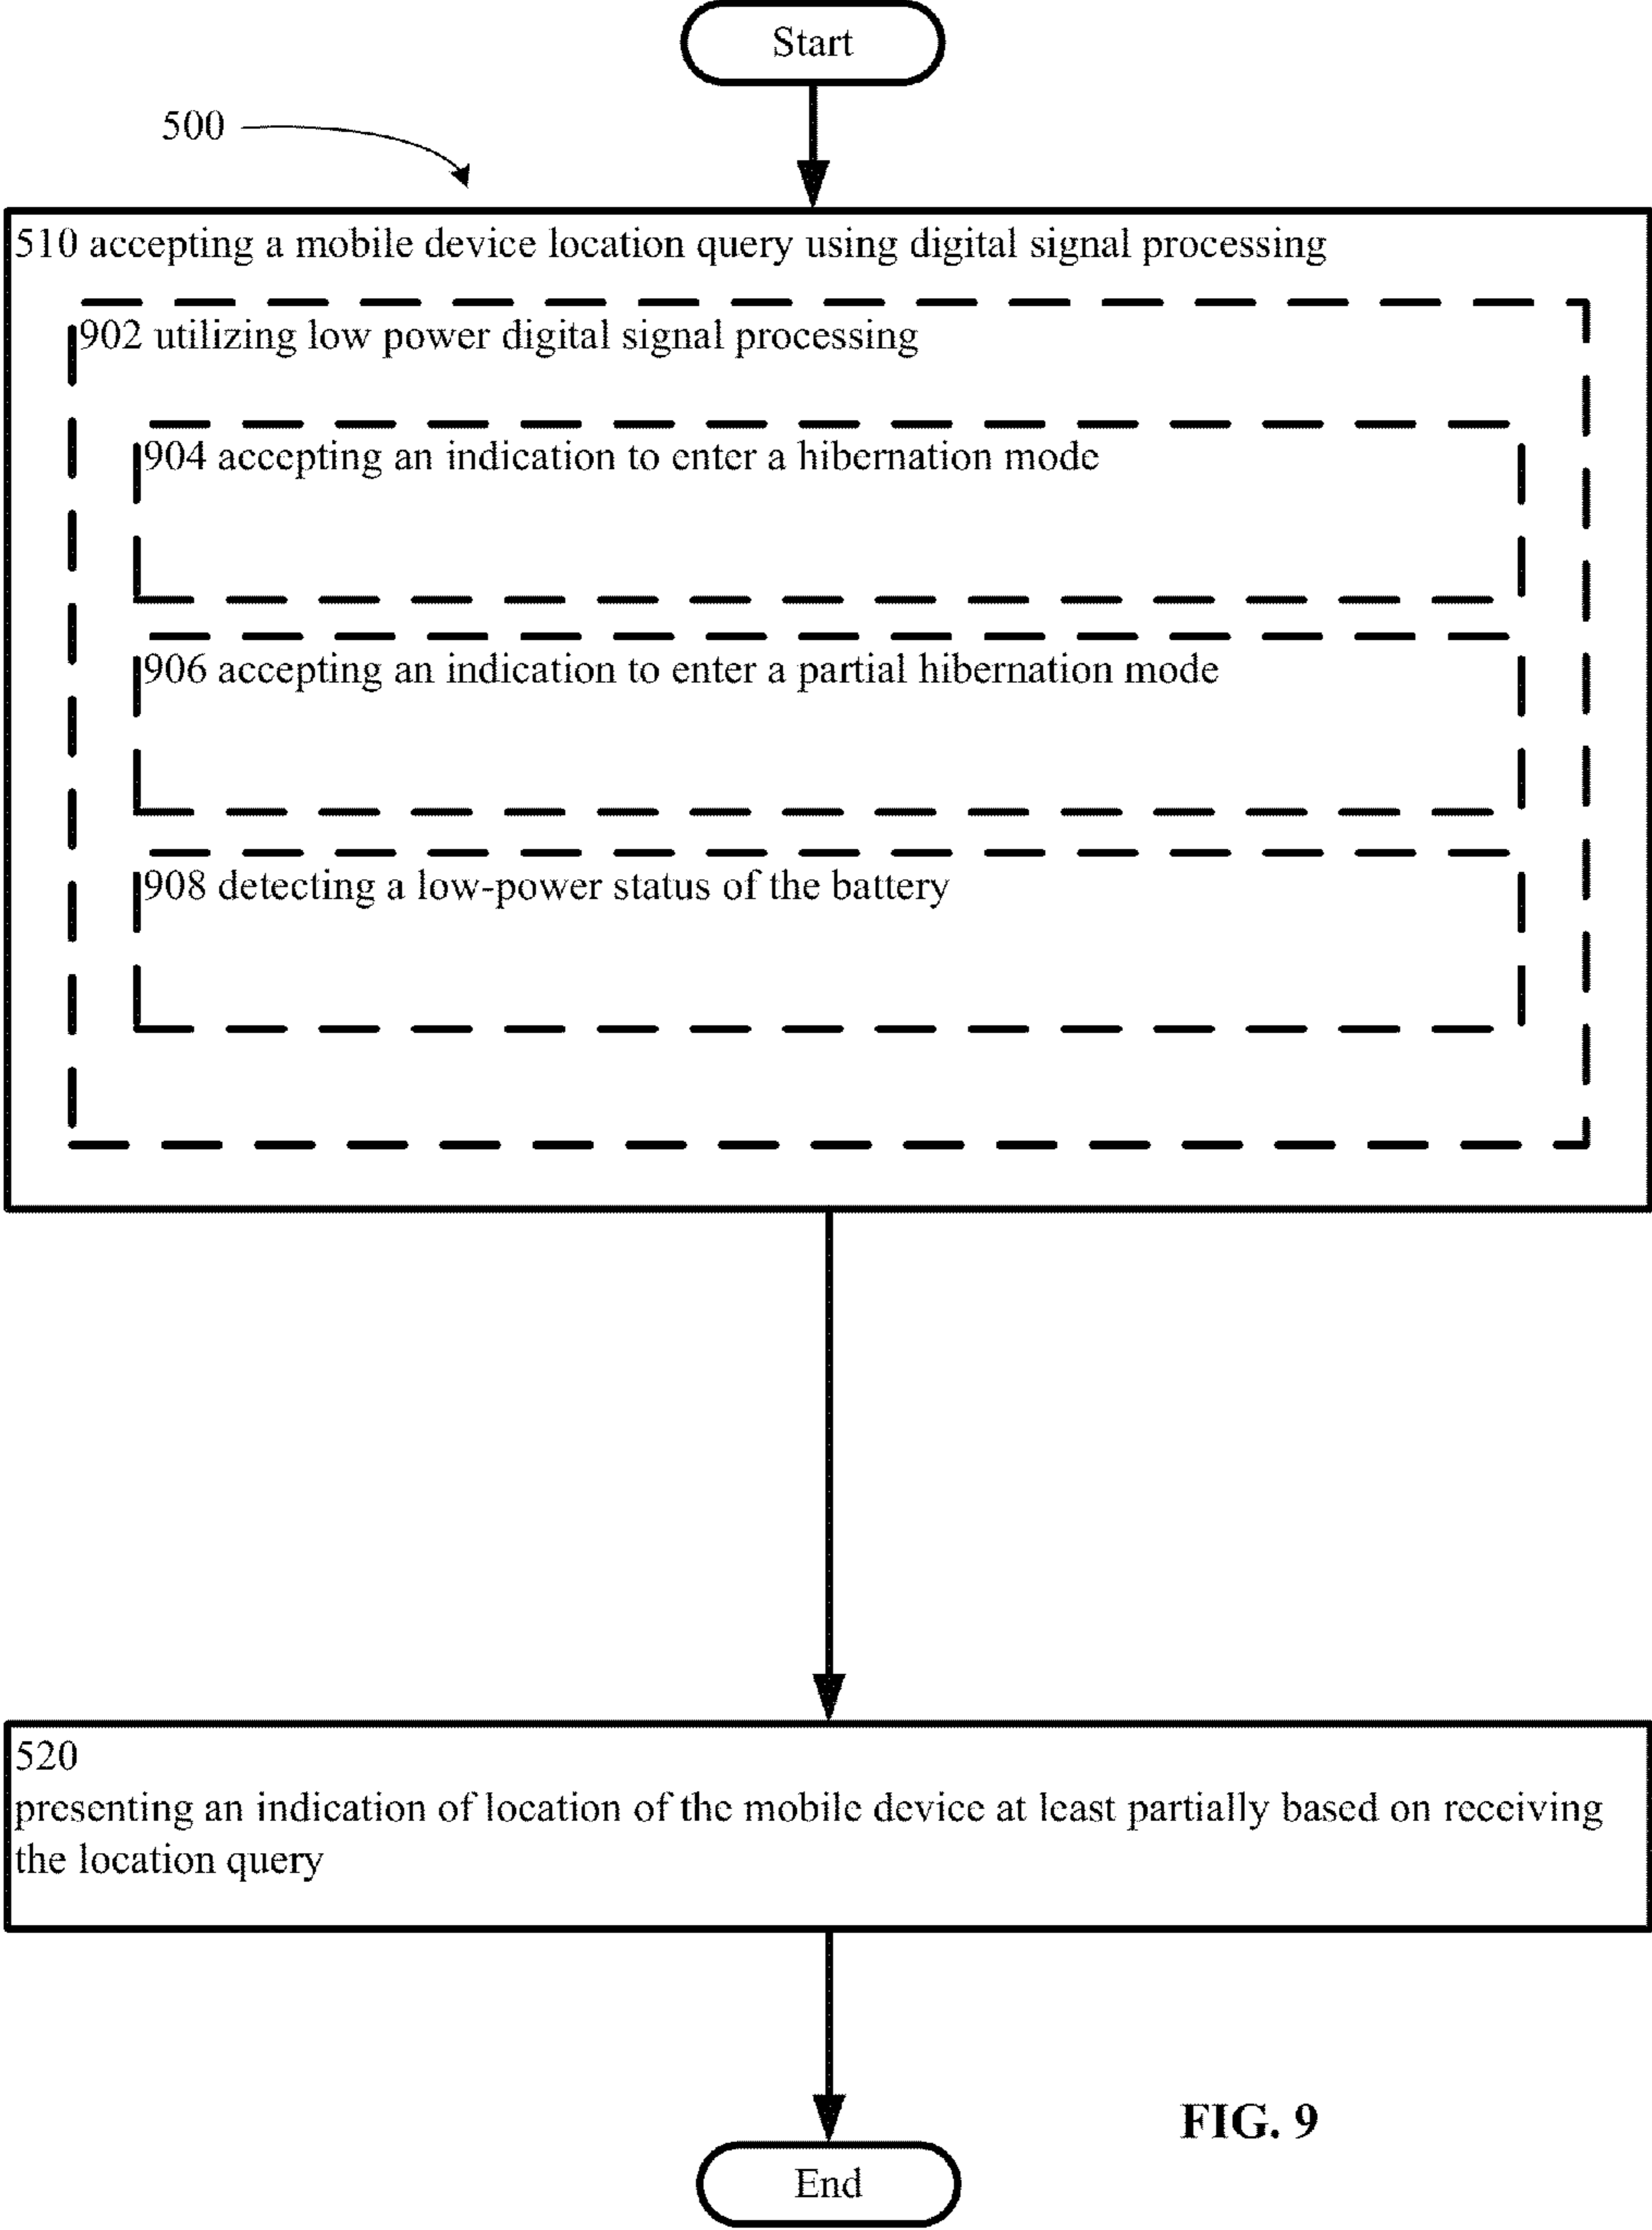 Start
500
510 accepting a mobile device location query using digital signal processing
902 utilizing low power digital signal processing
904 accepting an indication to enter a hibernation mode
906 accepting an indication to enter a partial hibernation mode
908 detecting a low-power status of the battery
520
presenting an indication of location of the mobile device at least partially based on receiving
the location query
FIG. 9
End